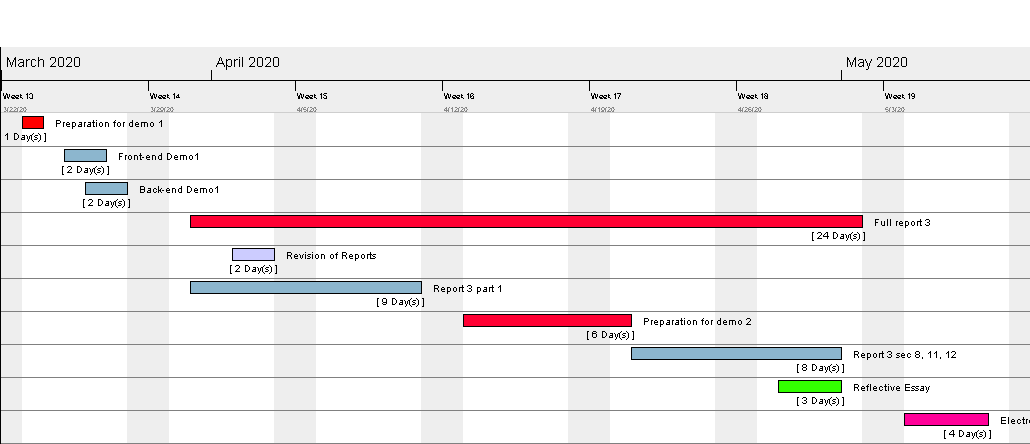 March 2020 April 2020 May 2020
Week 13 Week 14 Week 15 Week 16 Week 17 Week 18 Week 19
3/22/20 3/29/20 4/5/20 4/12/20 4/19/20 4/26/20 5/3/20
Preparation for demo 1
1 Day(s) ]
Front-end Demo1
[ 2 Day(s) ]
Back-end Demo1
[ 2 Day(s) ]
Full report 3
[ 24 Day(s) ]
Revision of Reports
[ 2 Day(s) ]
Report 3 part 1
[ 9 Day(s) ]
Preparation for demo 2
[ 6 Day(s) ]
Report 3 sec 8, 11, 12
[ 8 Day(s) ]
Reflective Essay
[ 3 Day(s) ]
Electr
[ 4 Day(s) ]